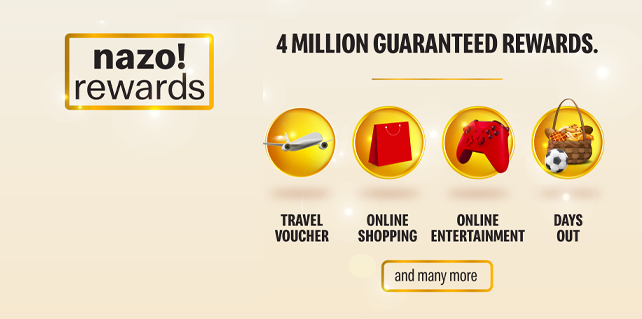 nazo!
rewards
4 MILLION GUARANTEED REWARDS.
TRAVEL
VOUCHER
ONLINE
SHOPPING
ONLINE
ENTERTAINMENT
DAYS
OUT
and many more